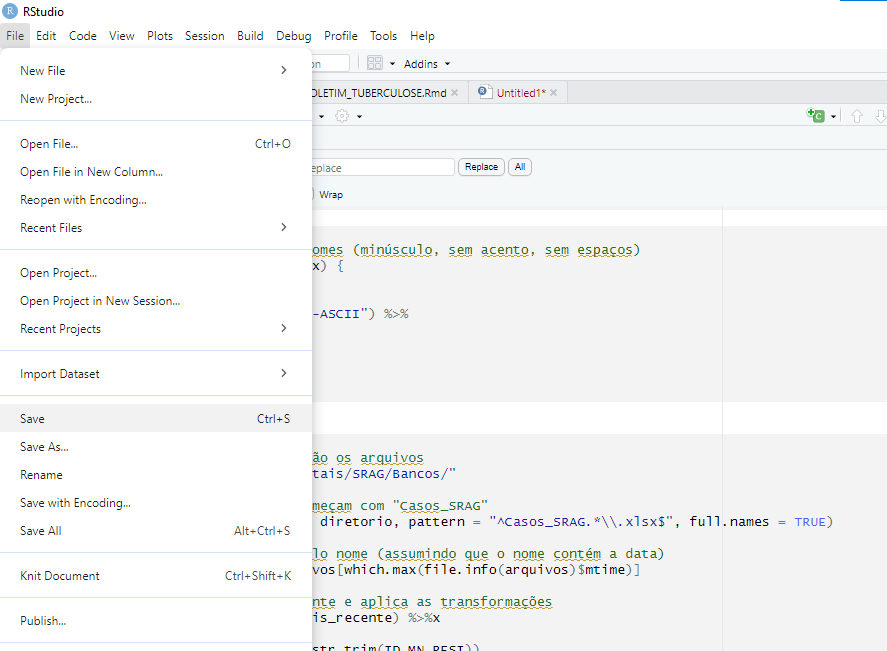 RStudio
File Edit Code View Plots Session Build Debug Profile Tools Help
New File
New Project...
Open File... Ctrl+O
Open File in New Column...
Reopen with Encoding...
Recent Files
Open Project...
Open Project in New Session...
Recent Projects
Import Dataset
Save Ctrl+S
Save As...
Rename
Save with Encoding...
Save All Alt+Ctrl+S
Knit Document Ctrl+Shift+K
Publish...
on Addins
OLETIM_TUBERCULOSE.Rmd Untitled1*
eplace Replace All
Wrap
omes (minúsculo, sem acento, sem espaços)
x) {
-ASCII") %>%
ão os arquivos
tais/SRAG/Bancos/"
meçam com "Casos_SRAG"
diretorio, pattern = "^Casos_SRAG.*\\.xlsx$", full.names = TRUE)
lo nome (assumindo que o nome contém a data)
vos[which.max(file.info(arquivos)$mtime)]
nte e aplica as transformações
is_recente) %>%x
str_trim(ID_MN_RESI))